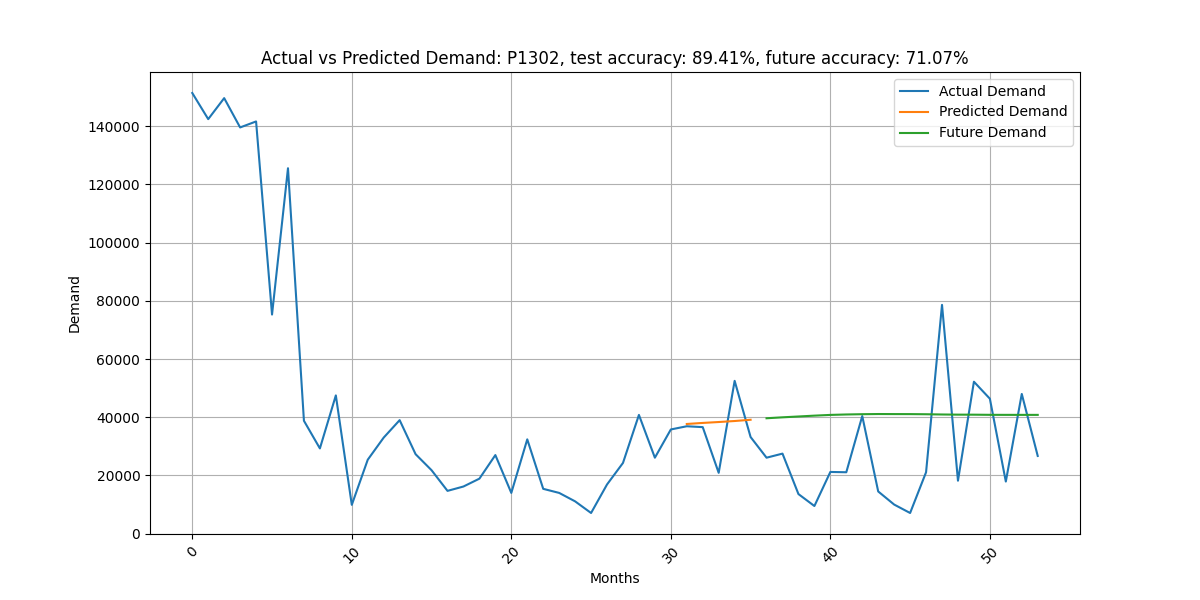 Actual vs Predicted Demand: P1302, test accuracy: 89.41%, future accuracy: 71.07%
Actual Demand
Predicted Demand
Future Demand
Demand
140000
120000
100000
80000
60000
40000
20000
0
0
10
20
30
40
50
Months